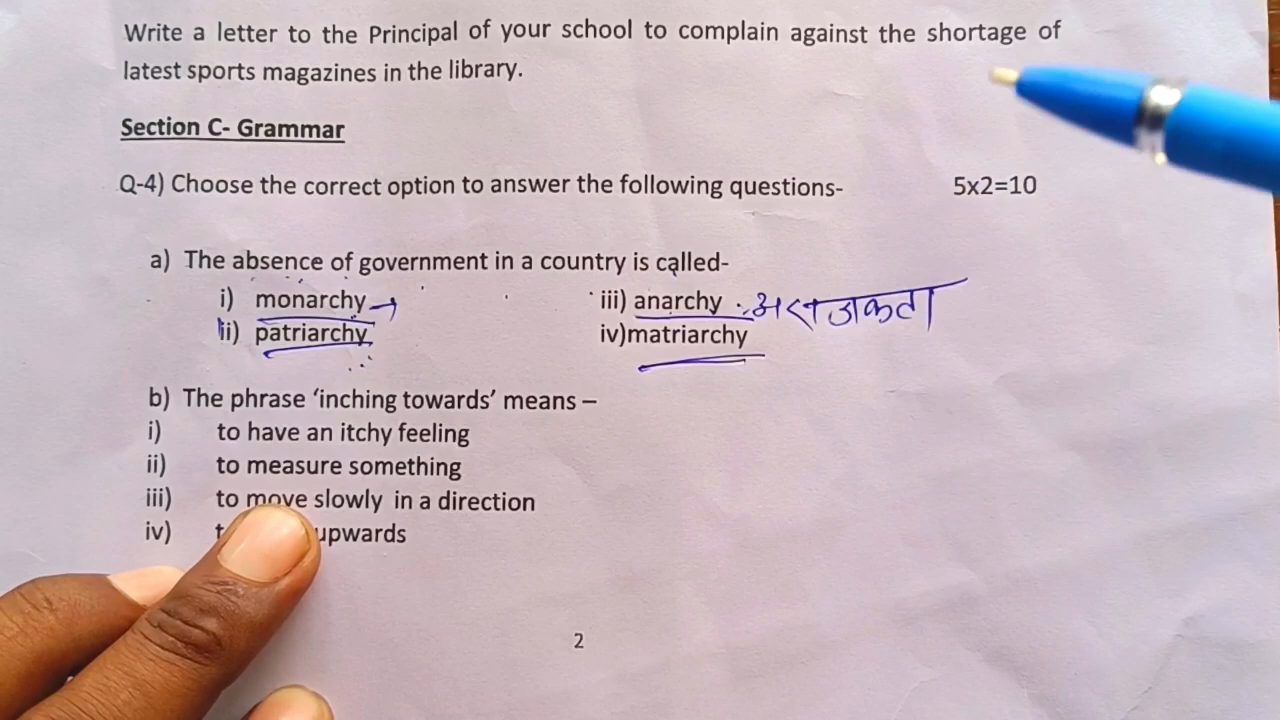 Write a letter to the Principal of your school to complain against the shortage of
latest sports magazines in the library.
Section C- Grammar
Q-4) Choose the correct option to answer the following questions- 5x2=10
a) The absence of government in a country is called-
i) monarchy iii) anarchy अराजकता
ii) patriarchy iv)matriarchy
b) The phrase ‘inching towards’ means –
i) to have an itchy feeling
ii) to measure something
iii) to move slowly in a direction
iv) upwards
2